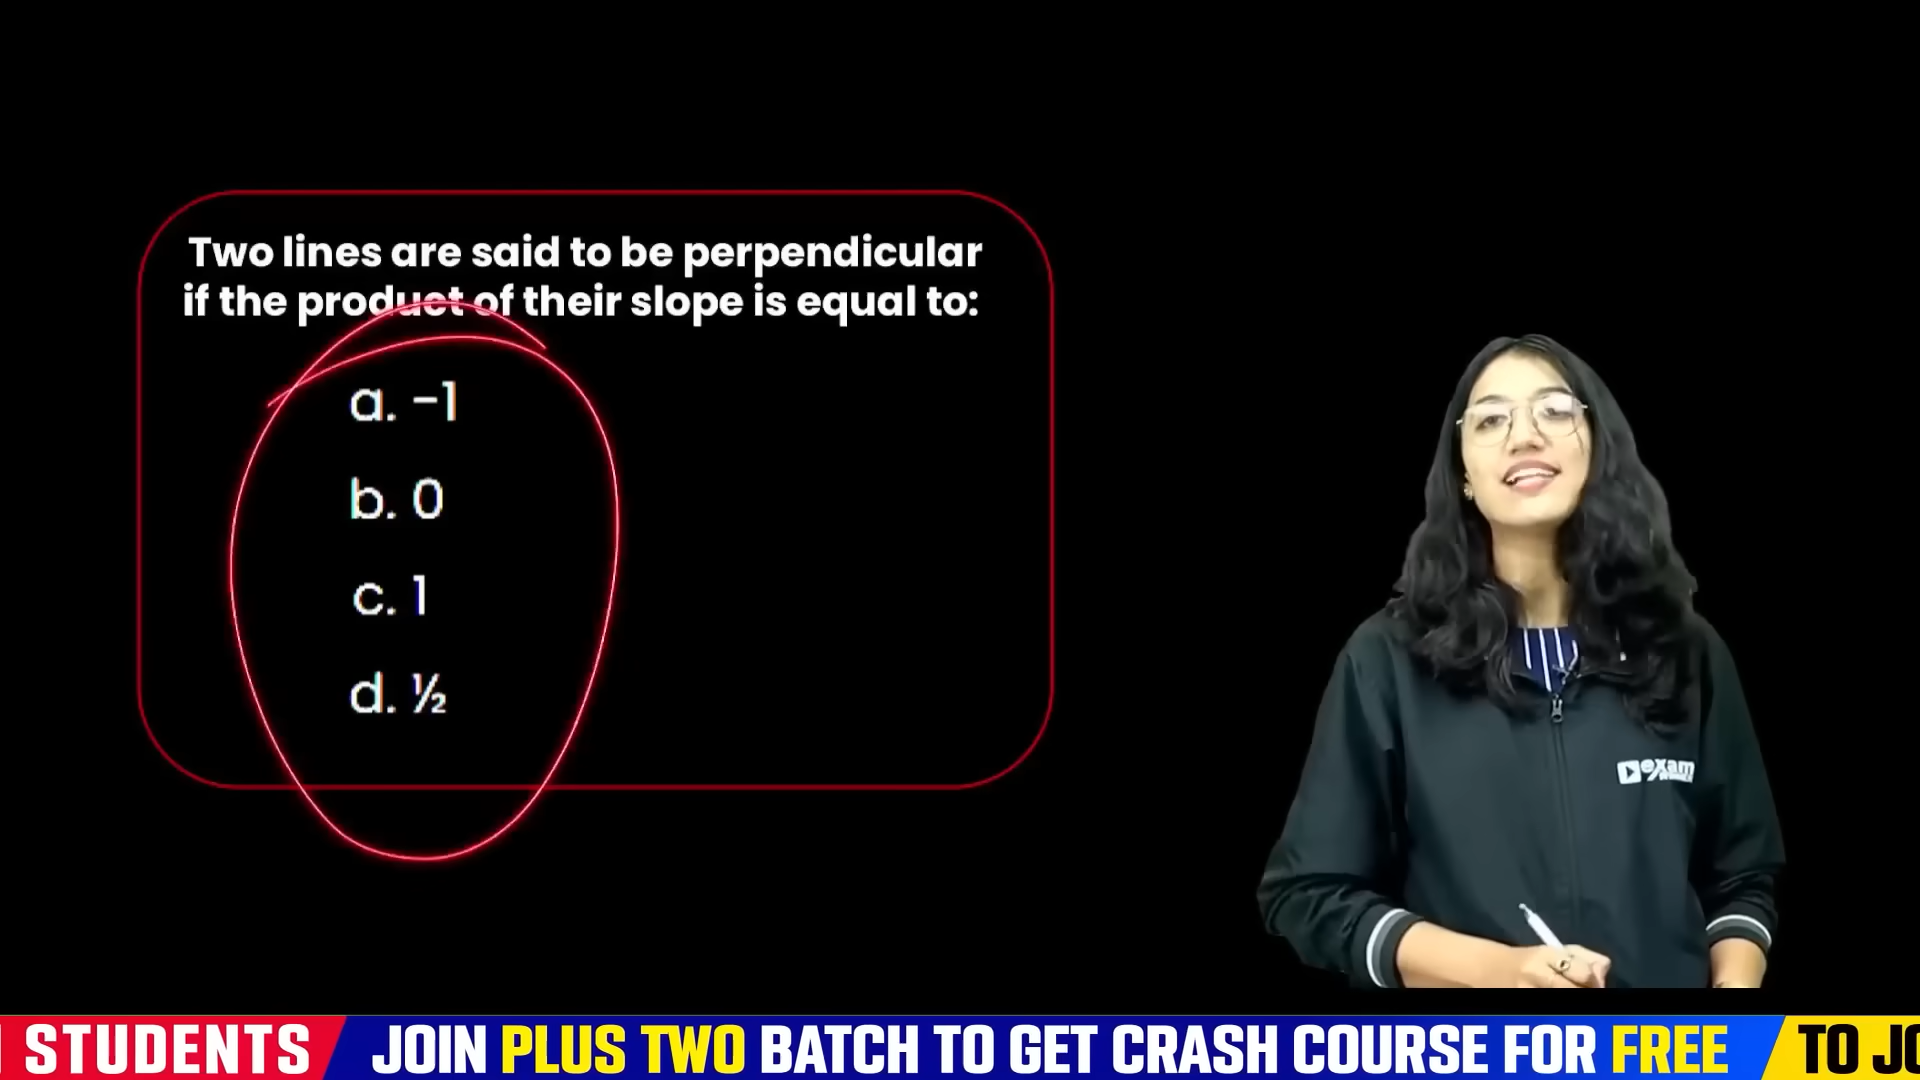 Two lines are said to be perpendicular
if the product of their slope is equal to:
a. -1
b. 0
c. 1
d. ½
exam
STUDENTS
JOIN PLUS TWO BATCH TO GET CRASH COURSE FOR FREE
TO JO